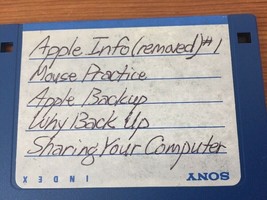 Apple Info (removed) #1
Mouse Practice
Apple Backup
Why Back Up
Sharing Your Computer
INDEX
SONY